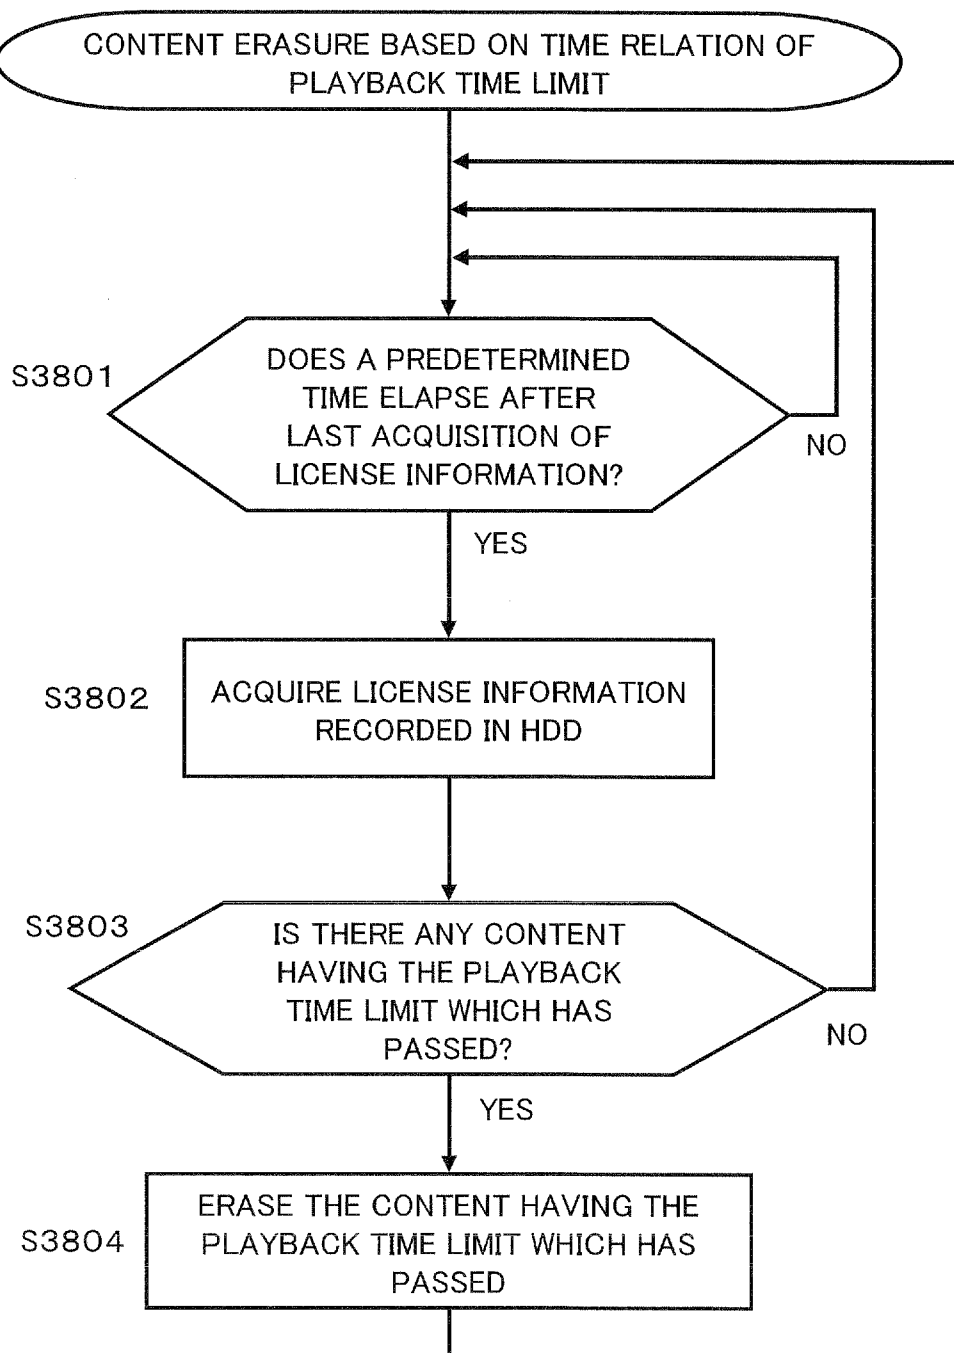 CONTENT ERASURE BASED ON TIME RELATION OF
PLAYBACK TIME LIMIT
S3801
DOES A PREDETERMINED
TIME ELAPSE AFTER
LAST ACQUISITION OF
LICENSE INFORMATION?
NO
YES
S3802
ACQUIRE LICENSE INFORMATION
RECORDED IN HDD
S3803
IS THERE ANY CONTENT
HAVING THE PLAYBACK
TIME LIMIT WHICH HAS
PASSED?
NO
YES
S3804
ERASE THE CONTENT HAVING THE
PLAYBACK TIME LIMIT WHICH HAS
PASSED